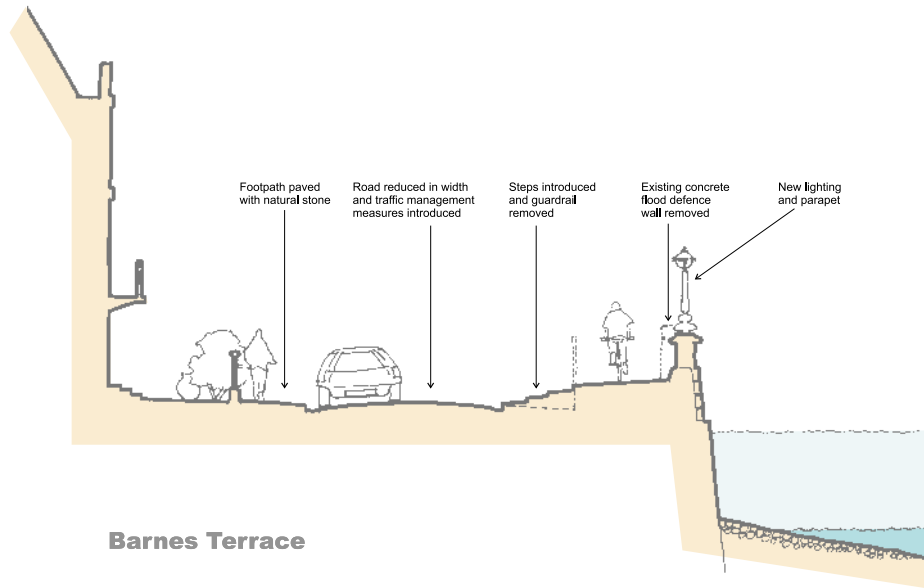 Footpath paved
with natural stone
Road reduced in width
and traffic management
measures introduced
Steps introduced
and guardrail
removed
Existing concrete
flood defence
wall removed
New lighting
and parapet
Barnes Terrace